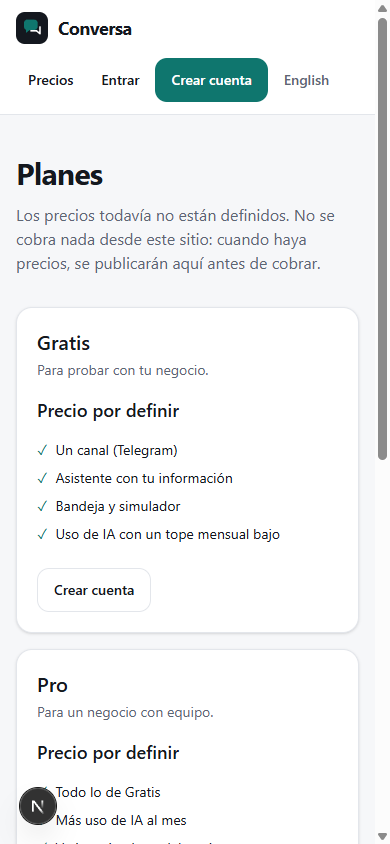 Conversa
Precios Entrar Crear cuenta English
Planes
Los precios todavía no están definidos. No se
cobra nada desde este sitio: cuando haya
precios, se publicarán aquí antes de cobrar.
Gratis
Para probar con tu negocio.
Precio por definir
✓ Un canal (Telegram)
✓ Asistente con tu información
✓ Bandeja y simulador
✓ Uso de IA con un tope mensual bajo
Crear cuenta
Pro
Para un negocio con equipo.
Precio por definir
Todo lo de Gratis
N
Más uso de IA al mes